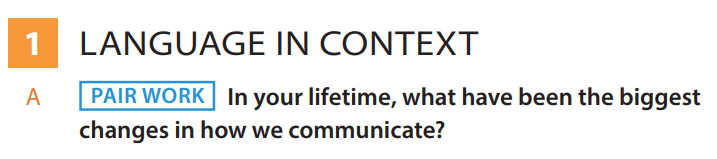 1 LANGUAGE IN CONTEXT
A PAIR WORK In your lifetime, what have been the biggest
changes in how we communicate?